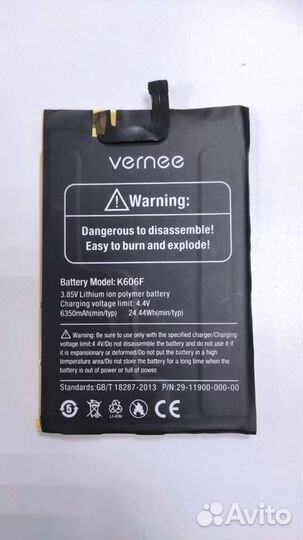 vernee
Warning:
Dangerous to disassemble!
Easy to burn and explode!
Battery Model: K606F
3.85V Lithium ion polymer battery
Charging voltage limit: 4.4V
6350mAh(min/typ) 24.44Wh(min/typ)
Warning: Be sure to use only with the specified charger/Charging
voltage limit:4.4V/Do not disassemble the battery/do not use it if
it is expansionary or deformed/Do not put the battery in a high
temperature/do not store the battery for a long time when the
battery is out of power or full of power.
Standards:GB/T 18287-2013 P/N:29-11900-000-00
5
LI-ION
Avito